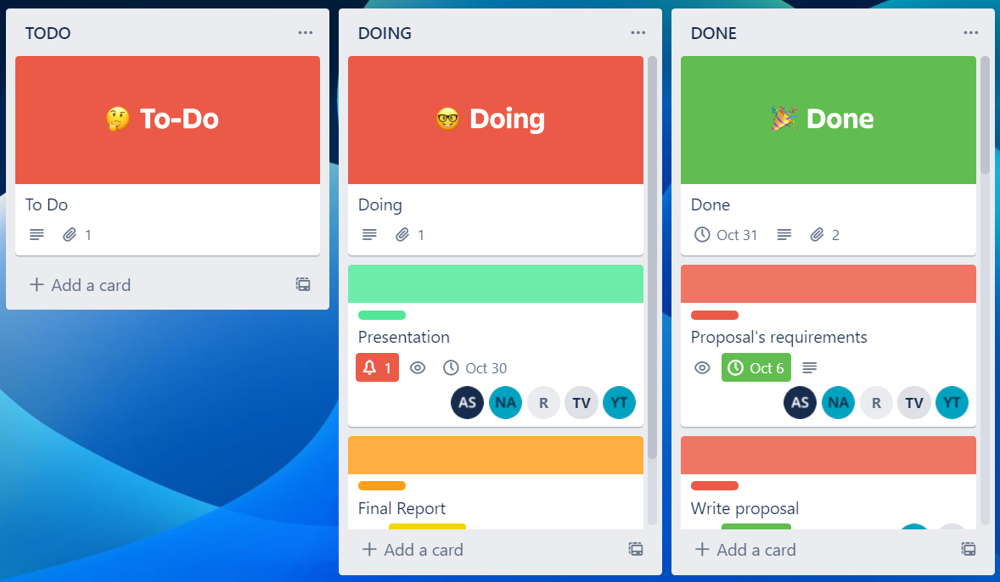 TODO
To-Do
To Do
1
Add a card
DOING
Doing
Doing
1
Presentation
1 Oct 30
AS NA R TV YT
Final Report
Add a card
DONE
Done
Done
Oct 31 2
Proposal's requirements
Oct 6
AS NA R TV YT
Write proposal
Add a card